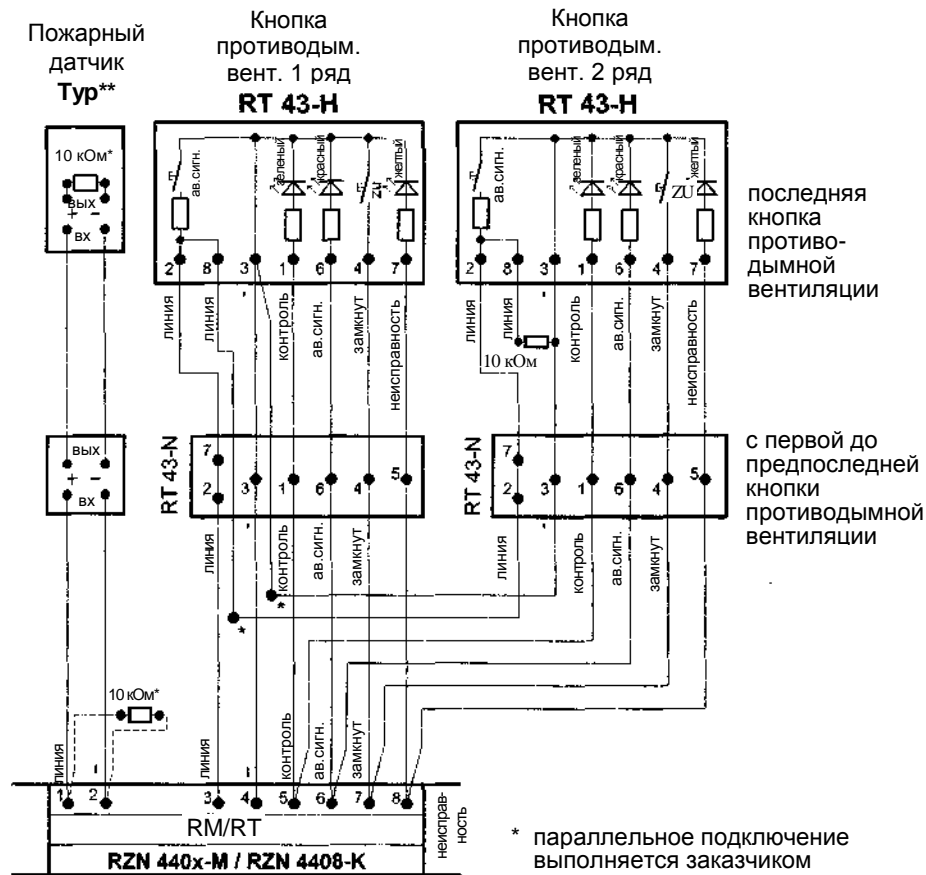 Пожарный
датчик
Typ**
Кнопка
противодым.
вент. 1 ряд
RT 43-H
Кнопка
противодым.
вент. 2 ряд
RT 43-H
10 кОм*
вых
+ -
вх
ав.сигн.
зеленый
красный
ZU
желтый
2 8 3 1 6 4 7
ав.сигн.
зеленый
красный
ZU
желтый
2 8 3 1 6 4 7
последняя
кнопка
противо-
дымной
вентиляции
линия
линия
контроль
ав.сигн.
замкнут
неисправность
линия
линия
10 кОм
контроль
ав.сигн.
замкнут
неисправность
вых
+ -
вх
RT 43-N
7
2 3 1 6 4 5
RT 43-N
7
2 3 1 6 4 5
с первой до
предпоследней
кнопки
противодымной
вентиляции
линия
контроль
ав.сигн.
замкнут
линия
контроль
ав.сигн.
замкнут
*
*
10 кОм*
линия
линия
контроль
ав.сигн.
замкнут
1 2 3 4 5 6 7 8
неисправ-
ность
RM/RT
RZN 440x-M / RZN 4408-K
* параллельное подключение
выполняется заказчиком